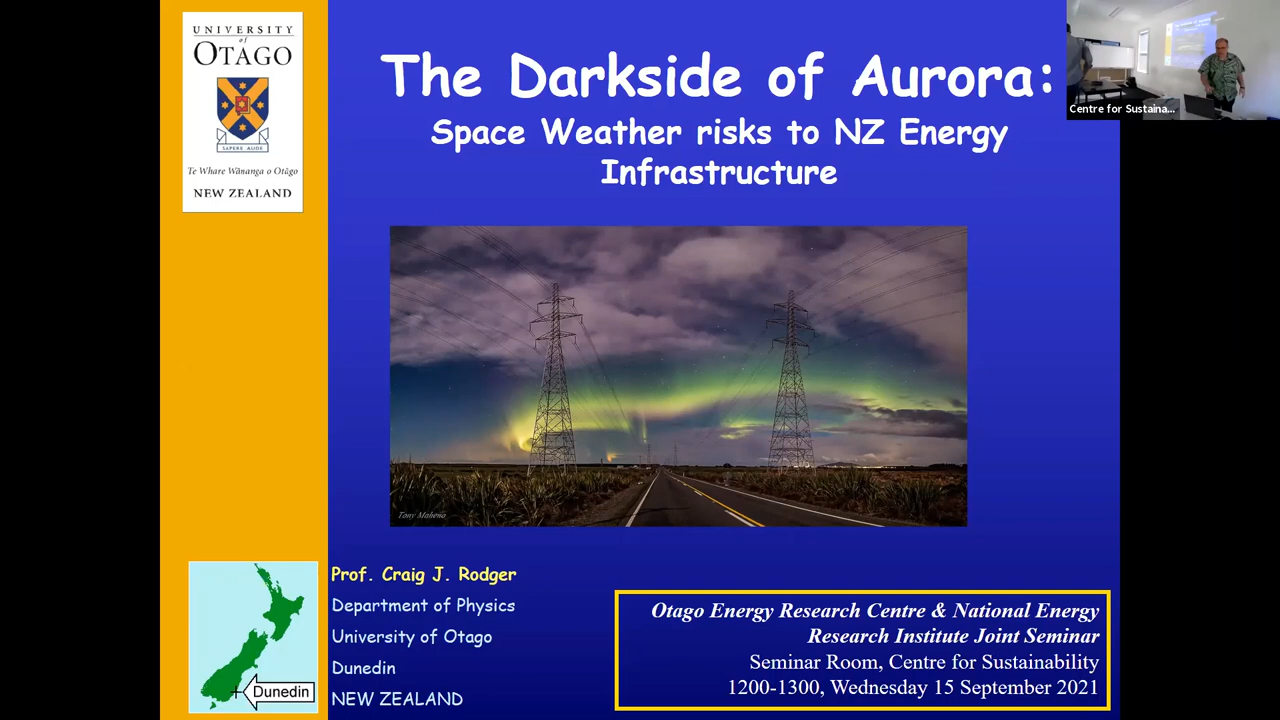 UNIVERSITY
of
OTAGO
SAPERE AUDE
Te Whare Wānanga o Otāgo
NEW ZEALAND
The Darkside of Aurora:
Space Weather risks to NZ Energy
Infrastructure
Centre for Sustaina...
Tony Maheno
Prof. Craig J. Rodger
Department of Physics
University of Otago
Dunedin
NEW ZEALAND
Dunedin
Otago Energy Research Centre & National Energy
Research Institute Joint Seminar
Seminar Room, Centre for Sustainability
1200-1300, Wednesday 15 September 2021